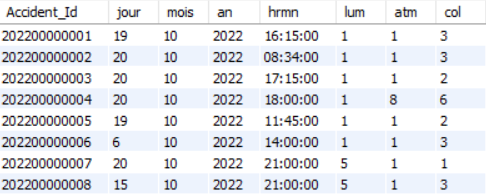 Accident_Id jour mois an hrmn lum atm col
202200000001 19 10 2022 16:15:00 1 1 3
202200000002 20 10 2022 08:34:00 1 1 3
202200000003 20 10 2022 17:15:00 1 1 2
202200000004 20 10 2022 18:00:00 1 8 6
202200000005 19 10 2022 11:45:00 1 1 2
202200000006 6 10 2022 14:00:00 1 1 3
202200000007 20 10 2022 21:00:00 5 1 1
202200000008 15 10 2022 21:00:00 5 1 3